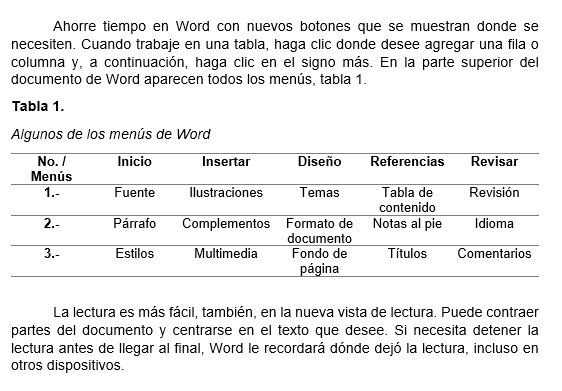 Ahorre tiempo en Word con nuevos botones que se muestran donde se
necesiten. Cuando trabaje en una tabla, haga clic donde desee agregar una fila o
columna y, a continuación, haga clic en el signo más. En la parte superior del
documento de Word aparecen todos los menús, tabla 1.
Tabla 1.
Algunos de los menús de Word
No. / Menús Inicio Insertar Diseño Referencias Revisar
1.- Fuente Ilustraciones Temas Tabla de contenido Revisión
2.- Párrafo Complementos Formato de documento Notas al pie Idioma
3.- Estilos Multimedia Fondo de página Títulos Comentarios
La lectura es más fácil, también, en la nueva vista de lectura. Puede contraer
partes del documento y centrarse en el texto que desee. Si necesita detener la
lectura antes de llegar al final, Word le recordará dónde dejó la lectura, incluso en
otros dispositivos.